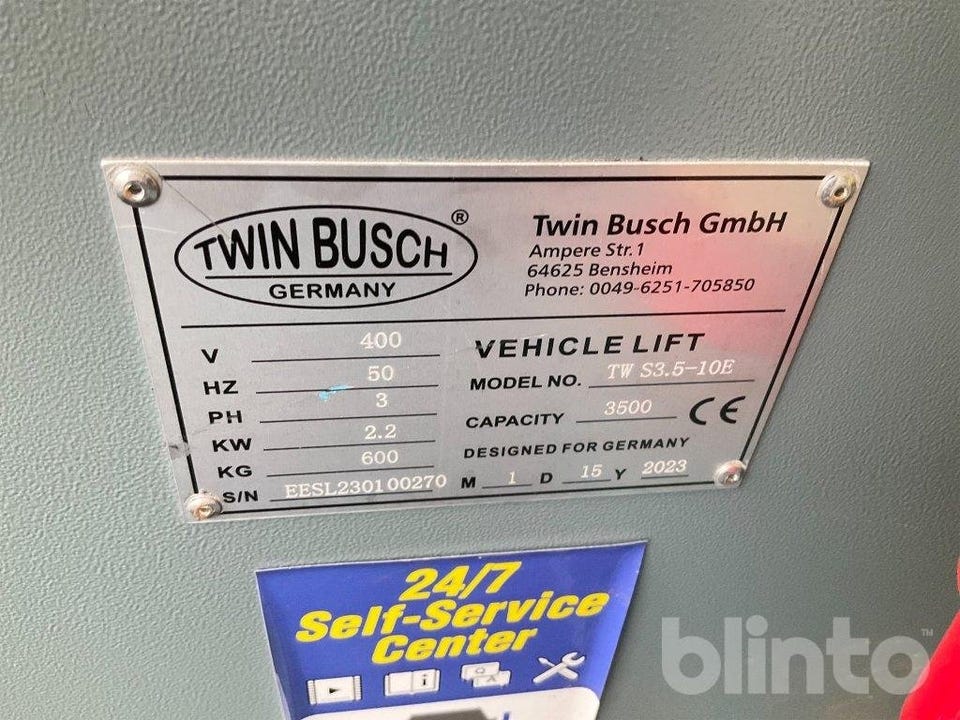 TWIN BUSCH ®
GERMANY
Twin Busch GmbH
Ampere Str. 1
64625 Bensheim
Phone: 0049-6251-705850
V 400
HZ 50
PH 3
KW 2.2
KG 600
S/N EESL230100270
VEHICLE LIFT
MODEL NO. TW S3.5-10E
CAPACITY 3500 CE
DESIGNED FOR GERMANY
M 1 D 15 Y 2023
24/7
Self-Service
Center
i
Q A
blinto™